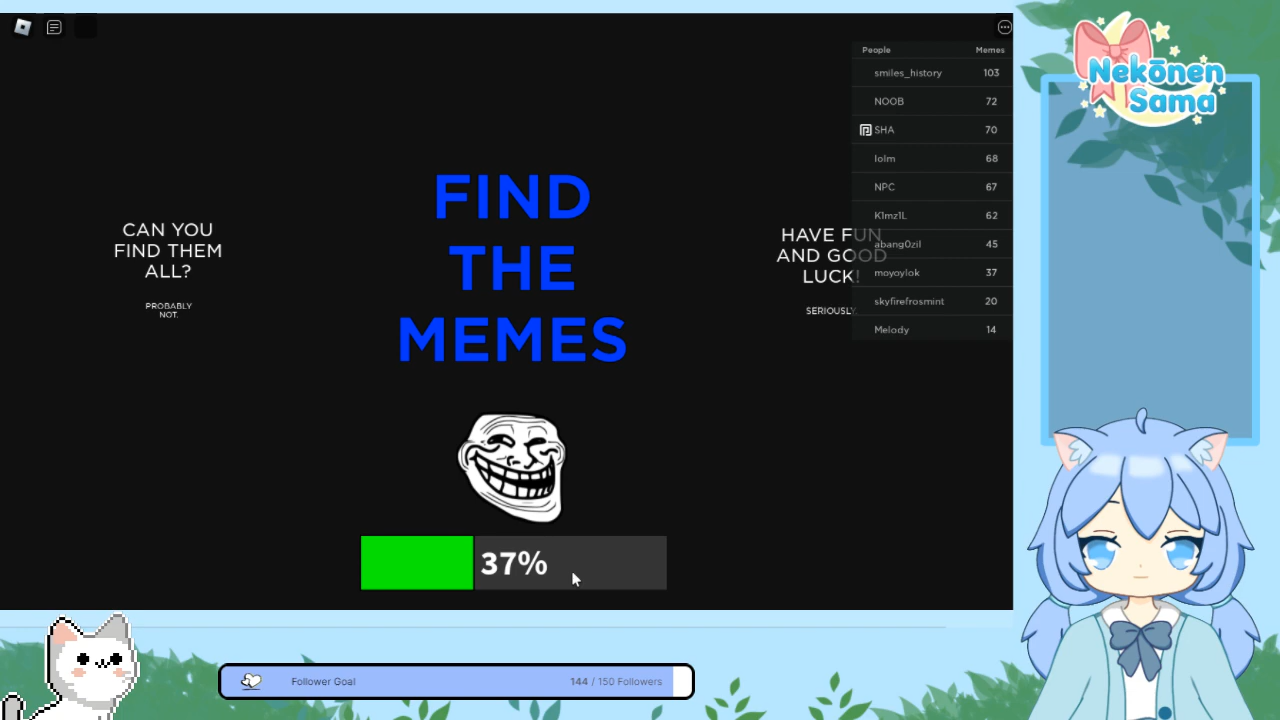 People Memes
smiles_history 103
NOOB 72
SHA 70
lolm 68
NPC 67
K1mz1L 62
abang0zil 45
moyoylok 37
skyfirefrosmint 20
Melody 14
CAN YOU
FIND THEM
ALL?
PROBABLY
NOT.
FIND
THE
MEMES
HAVE FUN
AND GOOD
LUCK!
SERIOUSLY.
37%
Nekōnen
Sama
Follower Goal 144 / 150 Followers